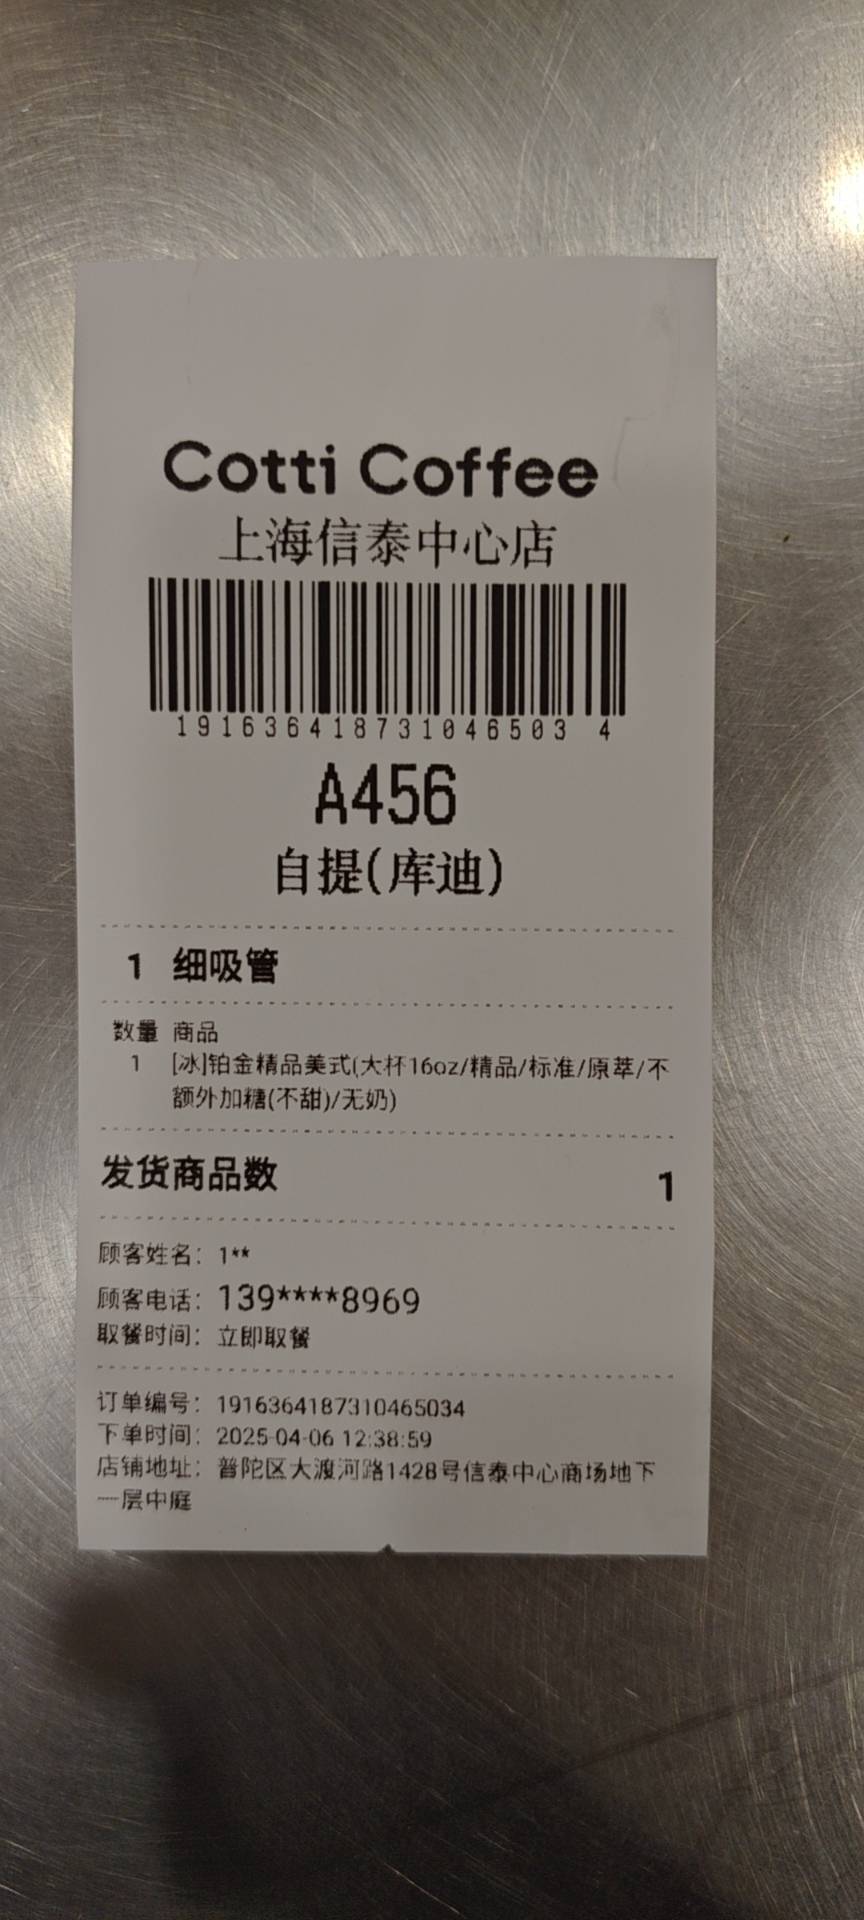 Cotti Coffee
上海信泰中心店
191636418731046503 4
A456
自提(库迪)
1 细吸管
数量 商品
1 [冰]铂金精品美式(大杯16oz/精品/标准/原萃/不
额外加糖(不甜)/无奶)
发货商品数 1
顾客姓名: 1**
顾客电话: 139****8969
取餐时间: 立即取餐
订单编号: 1916364187310465034
下单时间: 2025-04-06 12:38:59
店铺地址: 普陀区大渡河路1428号信泰中心商场地下
一层中庭